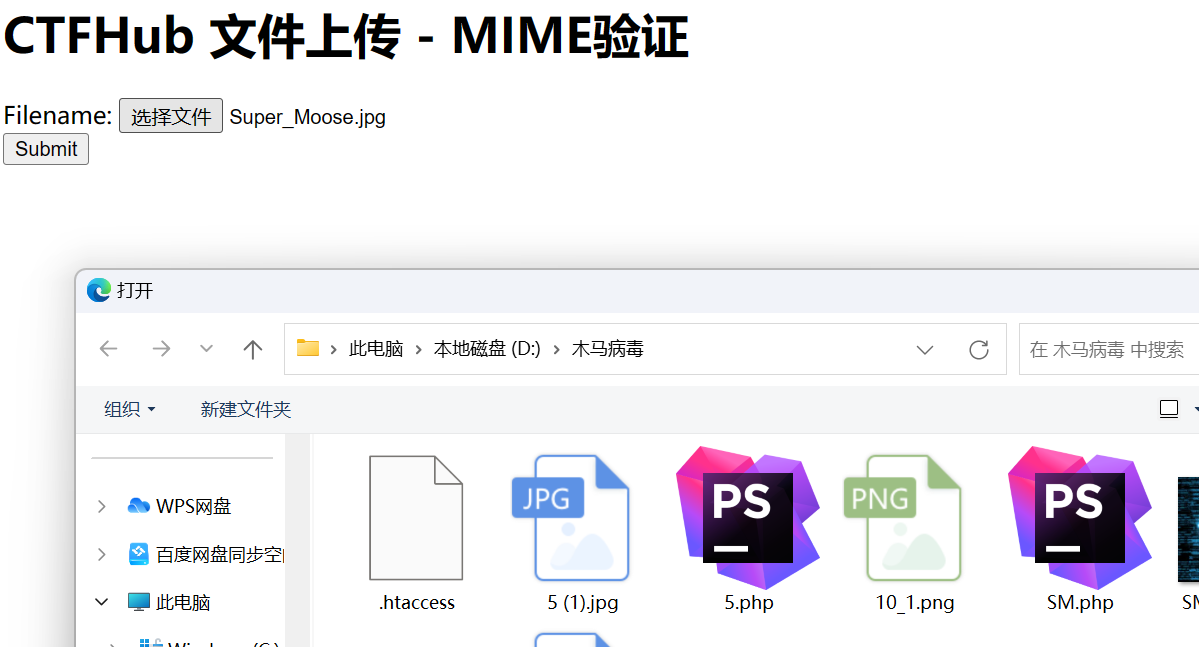 CTFHub 文件上传 - MIME验证
Filename: 选择文件 Super_Moose.jpg
Submit
打开
此电脑 › 本地磁盘 (D:) › 木马病毒
在 木马病毒 中搜索
组织 新建文件夹
JPG PS PNG PS
WPS网盘
百度网盘同步空
此电脑
.htaccess 5 (1).jpg 5.php 10_1.png SM.php